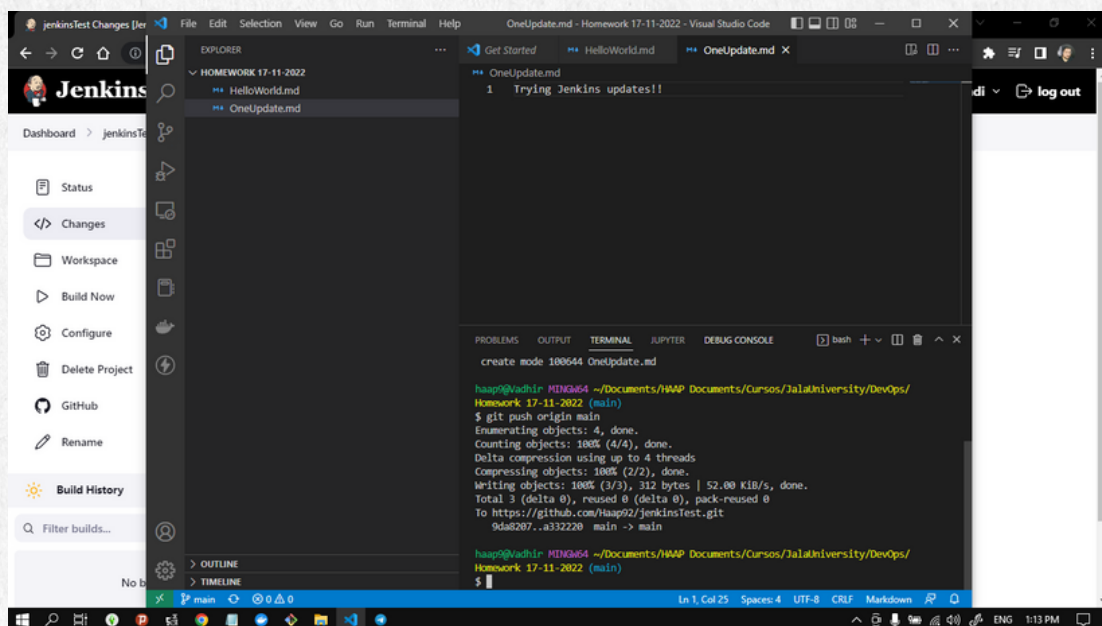 jenkinsTest Changes [Jer
File Edit Selection View Go Run Terminal Help
OneUpdate.md - Homework 17-11-2022 - Visual Studio Code
Jenkins
log out
Dashboard > jenkinsTe
Status
Changes
Workspace
Build Now
Configure
Delete Project
GitHub
Rename
Build History
Filter builds...
No b
EXPLORER
HOMEWORK 17-11-2022
HelloWorld.md
OneUpdate.md
OUTLINE
TIMELINE
Get Started
HelloWorld.md
OneUpdate.md
OneUpdate.md
1 Trying Jenkins updates!!
PROBLEMS OUTPUT TERMINAL JUPYTER DEBUG CONSOLE
bash
create mode 100644 OneUpdate.md
haap9@Vadhir MINGW64 ~/Documents/HAAP Documents/Cursos/JalaUniversity/DevOps/
Homework 17-11-2022 (main)
$ git push origin main
Enumerating objects: 4, done.
Counting objects: 100% (4/4), done.
Delta compression using up to 4 threads
Compressing objects: 100% (2/2), done.
Writing objects: 100% (3/3), 312 bytes | 52.00 KiB/s, done.
Total 3 (delta 0), reused 0 (delta 0), pack-reused 0
To https://github.com/Haap92/jenkinsTest.git
9da8207..a332220 main -> main
haap9@Vadhir MINGW64 ~/Documents/HAAP Documents/Cursos/JalaUniversity/DevOps/
Homework 17-11-2022 (main)
$
main
0 0
Ln 1, Col 25 Spaces: 4 UTF-8 CRLF Markdown
ENG 1:13 PM